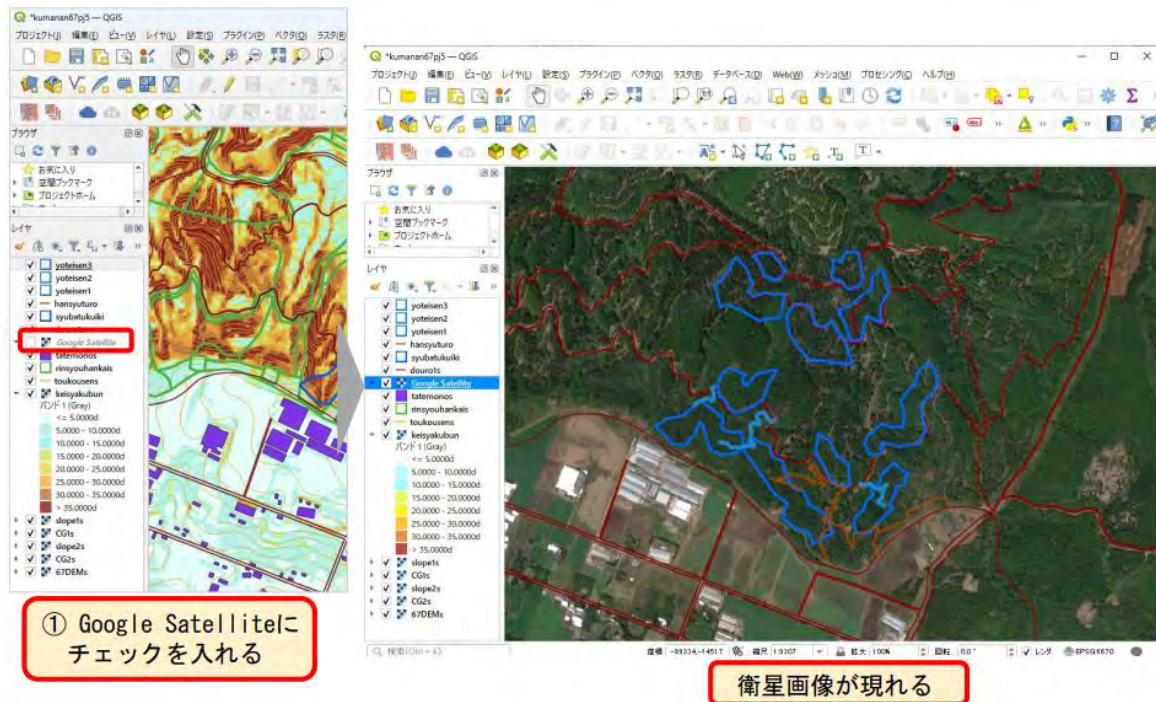 *kumanan67pj5 — QGIS
プロジェクト(J) 編集(E) ビュー(V) レイヤ(L) 設定(S) プラグイン(P) ベクタ(O) ラスタ(R)
ブラウザ
お気に入り
空間ブックマーク
プロジェクトホーム
レイヤ
yoteisen3
yoteisen2
yoteisen1
hansyuturo
syubatukuiki
Google Satellite
tatemonos
rinsyouhankais
toukousens
keisyakubun
バンド 1 (Gray)
<= 5.0000d
5.0000 - 10.0000d
10.0000 - 15.0000d
15.0000 - 20.0000d
20.0000 - 25.0000d
25.0000 - 30.0000d
30.0000 - 35.0000d
> 35.0000d
slope1s
CG1s
slope2s
CG2s
67DEMs
① Google Satelliteに
チェックを入れる
*kumanan67pj5 — QGIS
プロジェクト(J) 編集(E) ビュー(V) レイヤ(L) 設定(S) プラグイン(P) ベクタ(O) ラスタ(R) データベース(D) Web(W) メッシュ(M) プロセシング(C) ヘルプ(H)
ブラウザ
お気に入り
空間ブックマーク
プロジェクトホーム
レイヤ
yoteisen3
yoteisen2
yoteisen1
hansyuturo
syubatukuiki
douro1s
Google Satellite
tatemonos
rinsyouhankais
toukousens
keisyakubun
バンド 1 (Gray)
<= 5.0000d
5.0000 - 10.0000d
10.0000 - 15.0000d
15.0000 - 20.0000d
20.0000 - 25.0000d
25.0000 - 30.0000d
30.0000 - 35.0000d
> 35.0000d
slope1s
CG1s
slope2s
CG2s
67DEMs
検索(Ctrl + K) 座標 -99334,-14517 縮尺 1:9307 拡大 100% 回転 0.0 ° レンダ EPSG:6670
衛星画像が現れる